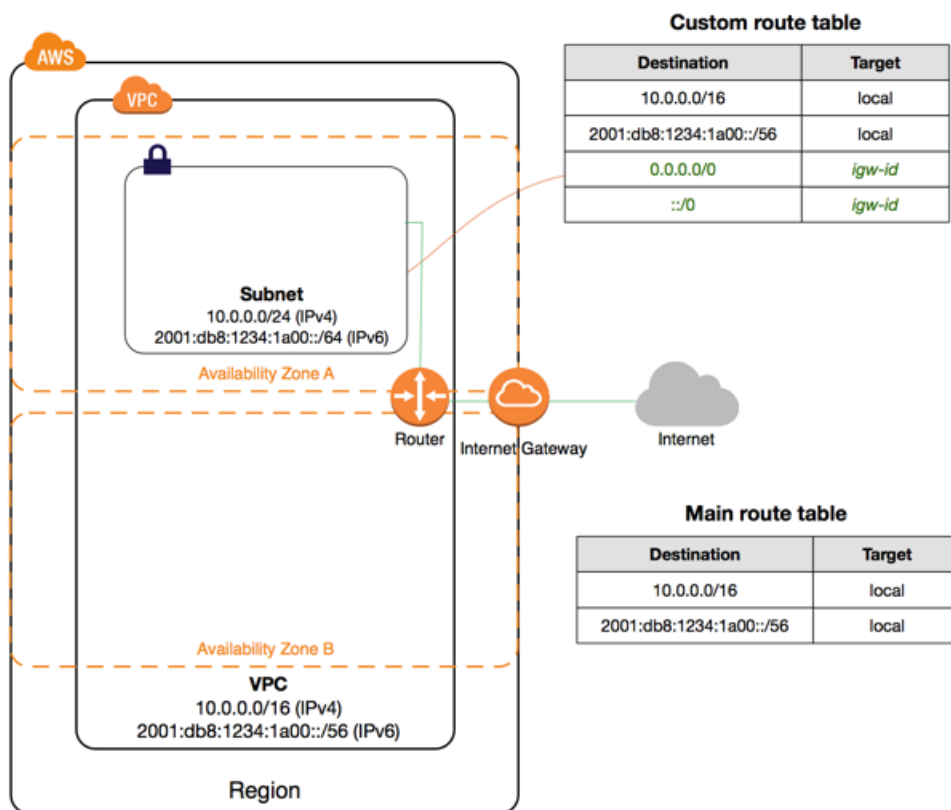 Custom route table
AWS
Destination Target
VPC
10.0.0.0/16 local
2001:db8:1234:1a00::/56 local
0.0.0.0/0 igw-id
::/0 igw-id
Subnet
10.0.0.0/24 (IPv4)
2001:db8:1234:1a00::/64 (IPv6)
Availability Zone A
Router
Internet Gateway
Internet
Main route table
Destination Target
10.0.0.0/16 local
2001:db8:1234:1a00::/56 local
Availability Zone B
VPC
10.0.0.0/16 (IPv4)
2001:db8:1234:1a00::/56 (IPv6)
Region